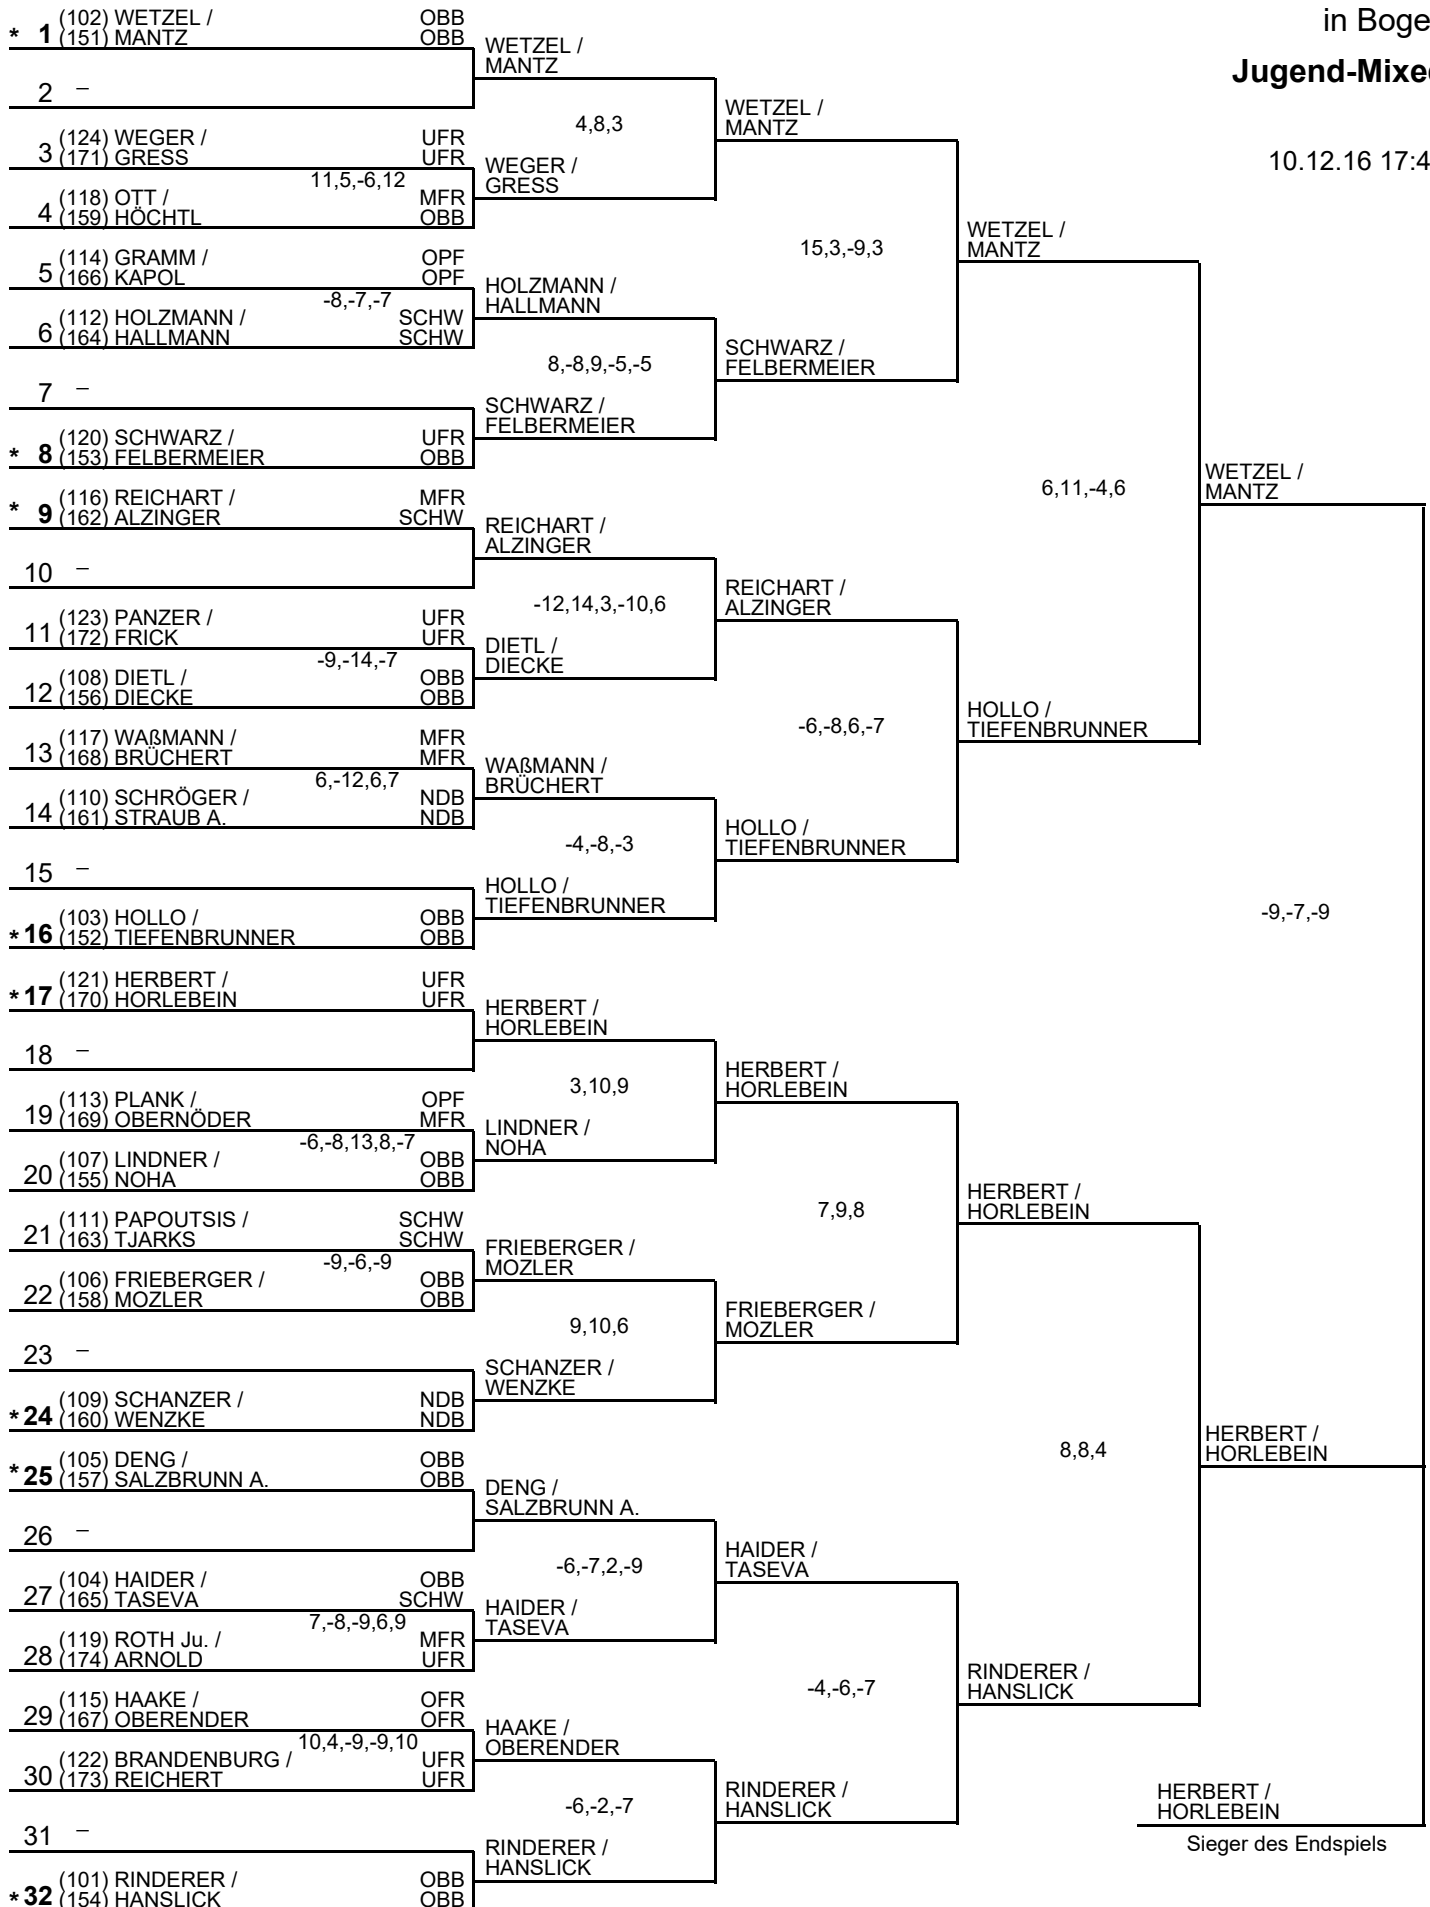 in Boge
Jugend-Mixe
10.12.16 17:4
* 1 (102) WETZEL / OBB
(151) MANTZ OBB
2 –
3 (124) WEGER / UFR
(171) GRESS UFR
11,5,-6,12
4 (118) OTT / MFR
(159) HÖCHTL OBB
5 (114) GRAMM / OPF
(166) KAPOL OPF
-8,-7,-7
6 (112) HOLZMANN / SCHW
(164) HALLMANN SCHW
7 –
* 8 (120) SCHWARZ / UFR
(153) FELBERMEIER OBB
* 9 (116) REICHART / MFR
(162) ALZINGER SCHW
10 –
11 (123) PANZER / UFR
(172) FRICK UFR
-9,-14,-7
12 (108) DIETL / OBB
(156) DIECKE OBB
13 (117) WAßMANN / MFR
(168) BRÜCHERT MFR
6,-12,6,7
14 (110) SCHRÖGER / NDB
(161) STRAUB A. NDB
15 –
* 16 (103) HOLLO / OBB
(152) TIEFENBRUNNER OBB
* 17 (121) HERBERT / UFR
(170) HORLEBEIN UFR
18 –
19 (113) PLANK / OPF
(169) OBERNÖDER MFR
-6,-8,13,8,-7
20 (107) LINDNER / OBB
(155) NOHA OBB
21 (111) PAPOUTSIS / SCHW
(163) TJARKS SCHW
-9,-6,-9
22 (106) FRIEBERGER / OBB
(158) MOZLER OBB
23 –
* 24 (109) SCHANZER / NDB
(160) WENZKE NDB
* 25 (105) DENG / OBB
(157) SALZBRUNN A. OBB
26 –
27 (104) HAIDER / OBB
(165) TASEVA SCHW
7,-8,-9,6,9
28 (119) ROTH Ju. / MFR
(174) ARNOLD UFR
29 (115) HAAKE / OFR
(167) OBERENDER OFR
10,4,-9,-9,10
30 (122) BRANDENBURG / UFR
(173) REICHERT UFR
31 –
* 32 (101) RINDERER / OBB
(154) HANSLICK OBB
WETZEL /
MANTZ
4,8,3
WEGER /
GRESS
HOLZMANN /
HALLMANN
8,-8,9,-5,-5
SCHWARZ /
FELBERMEIER
REICHART /
ALZINGER
-12,14,3,-10,6
DIETL /
DIECKE
WAßMANN /
BRÜCHERT
-4,-8,-3
HOLLO /
TIEFENBRUNNER
HERBERT /
HORLEBEIN
3,10,9
LINDNER /
NOHA
FRIEBERGER /
MOZLER
9,10,6
SCHANZER /
WENZKE
DENG /
SALZBRUNN A.
-6,-7,2,-9
HAIDER /
TASEVA
HAAKE /
OBERENDER
-6,-2,-7
RINDERER /
HANSLICK
WETZEL /
MANTZ
15,3,-9,3
SCHWARZ /
FELBERMEIER
REICHART /
ALZINGER
-6,-8,6,-7
HOLLO /
TIEFENBRUNNER
HERBERT /
HORLEBEIN
7,9,8
FRIEBERGER /
MOZLER
HAIDER /
TASEVA
-4,-6,-7
RINDERER /
HANSLICK
WETZEL /
MANTZ
6,11,-4,6
HOLLO /
TIEFENBRUNNER
HERBERT /
HORLEBEIN
8,8,4
RINDERER /
HANSLICK
WETZEL /
MANTZ
-9,-7,-9
HERBERT /
HORLEBEIN
HERBERT /
HORLEBEIN
Sieger des Endspiels